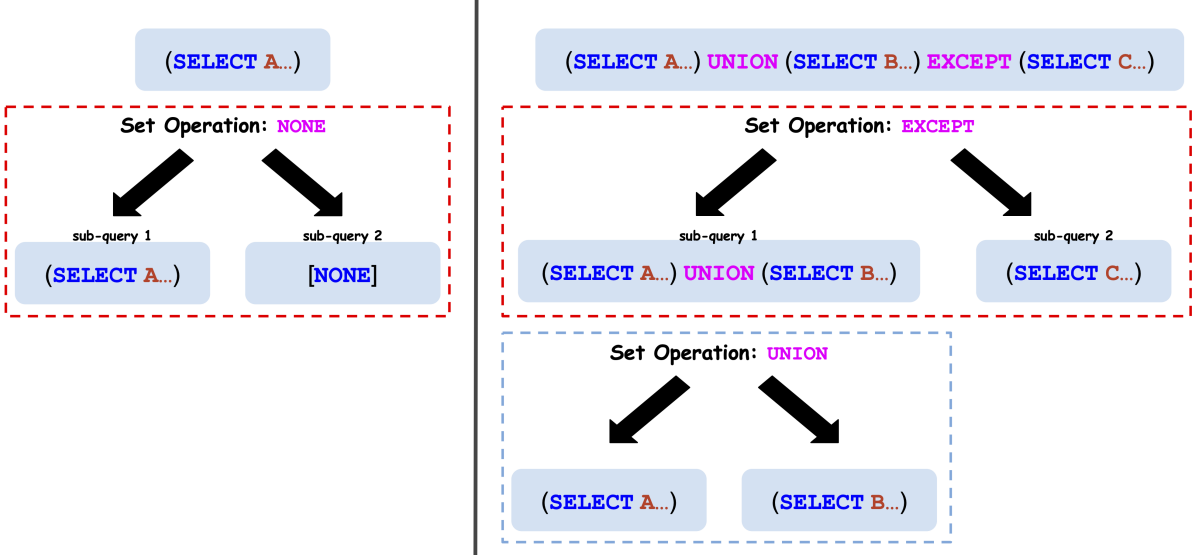 (SELECT A...)
Set Operation: NONE
sub-query 1
sub-query 2
(SELECT A...)
[NONE]
(SELECT A...) UNION (SELECT B...) EXCEPT (SELECT C...)
Set Operation: EXCEPT
sub-query 1
sub-query 2
(SELECT A...) UNION (SELECT B...)
(SELECT C...)
Set Operation: UNION
(SELECT A...)
(SELECT B...)